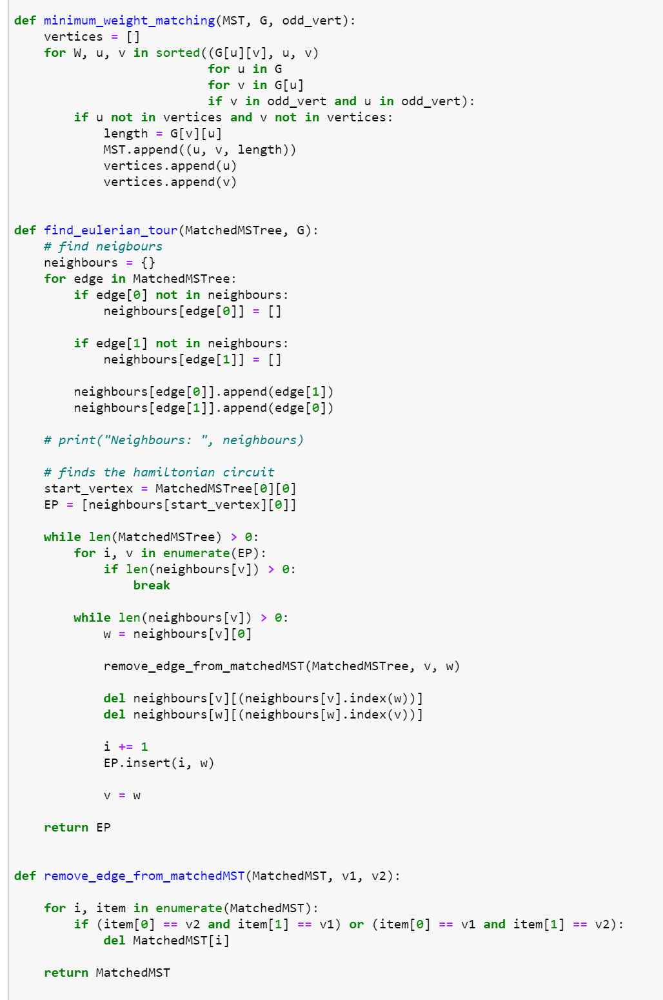 def minimum_weight_matching(MST, G, odd_vert):
    vertices = []
    for W, u, v in sorted((G[u][v], u, v)
                          for u in G
                          for v in G[u]
                          if v in odd_vert and u in odd_vert):
        if u not in vertices and v not in vertices:
            length = G[v][u]
            MST.append((u, v, length))
            vertices.append(u)
            vertices.append(v)


def find_eulerian_tour(MatchedMSTree, G):
    # find neigbours
    neighbours = {}
    for edge in MatchedMSTree:
        if edge[0] not in neighbours:
            neighbours[edge[0]] = []

        if edge[1] not in neighbours:
            neighbours[edge[1]] = []

        neighbours[edge[0]].append(edge[1])
        neighbours[edge[1]].append(edge[0])

    # print("Neighbours: ", neighbours)

    # finds the hamiltonian circuit
    start_vertex = MatchedMSTree[0][0]
    EP = [neighbours[start_vertex][0]]

    while len(MatchedMSTree) > 0:
        for i, v in enumerate(EP):
            if len(neighbours[v]) > 0:
                break

        while len(neighbours[v]) > 0:
            w = neighbours[v][0]

            remove_edge_from_matchedMST(MatchedMSTree, v, w)

            del neighbours[v][(neighbours[v].index(w))]
            del neighbours[w][(neighbours[w].index(v))]

            i += 1
            EP.insert(i, w)

            v = w

    return EP


def remove_edge_from_matchedMST(MatchedMST, v1, v2):

    for i, item in enumerate(MatchedMST):
        if (item[0] == v2 and item[1] == v1) or (item[0] == v1 and item[1] == v2):
            del MatchedMST[i]

    return MatchedMST